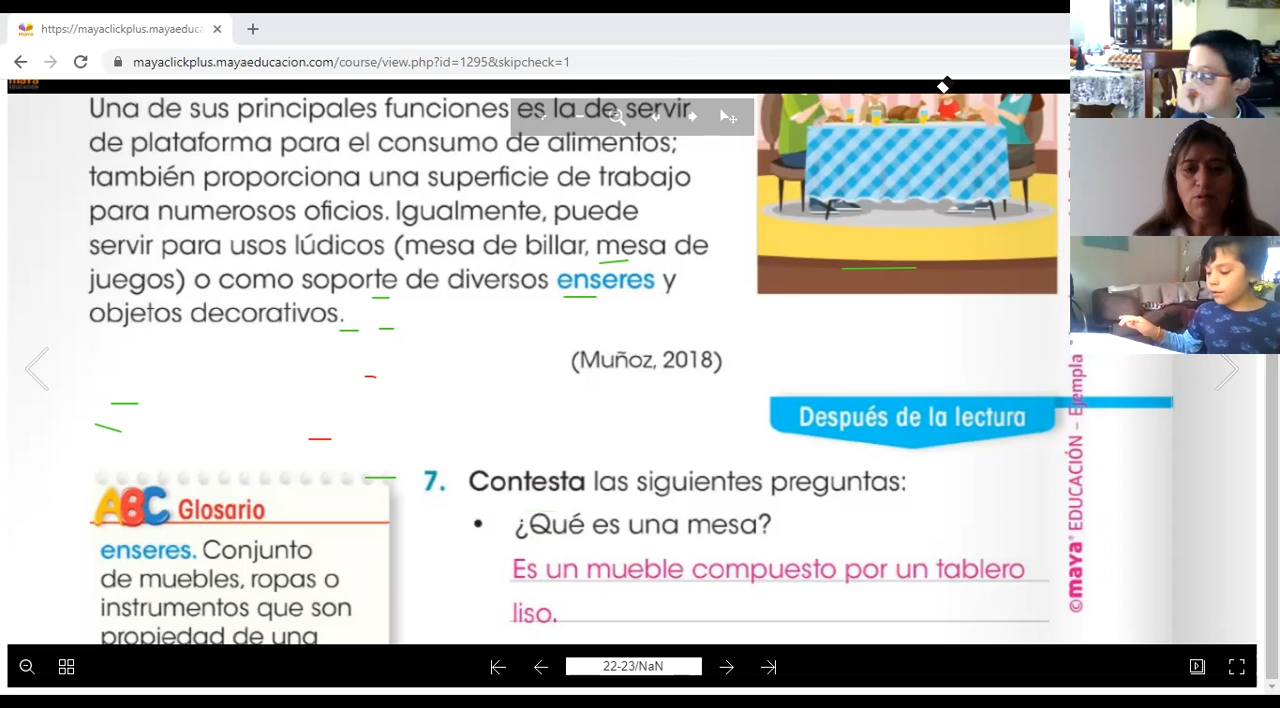 https://mayaclickplus.mayaeduca
mayaclickplus.mayaeducacion.com/course/view.php?id=1295&skipcheck=1
Una de sus principales funciones es la de servir
de plataforma para el consumo de alimentos;
también proporciona una superficie de trabajo
para numerosos oficios. Igualmente, puede
servir para usos lúdicos (mesa de billar, mesa de
juegos) o como soporte de diversos enseres y
objetos decorativos.
(Muñoz, 2018)
Después de la lectura
7. Contesta las siguientes preguntas:
• ¿Qué es una mesa?
Es un mueble compuesto por un tablero
liso.
ABC Glosario
enseres. Conjunto
de muebles, ropas o
instrumentos que son
propiedad de una
©maya® EDUCACIÓN – Ejempla
22-23/NaN